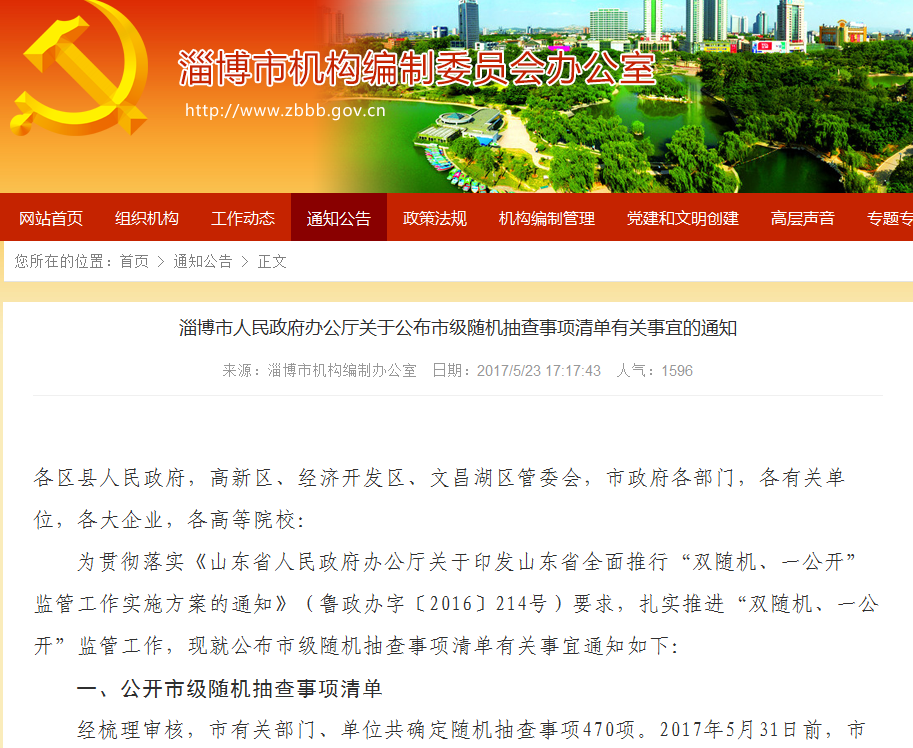 淄博市机构编制委员会办公室
http://www.zbbb.gov.cn
网站首页 组织机构 工作动态 通知公告 政策法规 机构编制管理 党建和文明创建 高层声音 专题专
您所在的位置：首页 > 通知公告 > 正文
淄博市人民政府办公厅关于公布市级随机抽查事项清单有关事宜的通知
来源：淄博市机构编制办公室 日期：2017/5/23 17:17:43 人气：1596
各区县人民政府，高新区、经济开发区、文昌湖区管委会，市政府各部门，各有关单
位，各大企业，各高等院校：
为贯彻落实《山东省人民政府办公厅关于印发山东省全面推行“双随机、一公开”
监管工作实施方案的通知》（鲁政办字〔2016〕214号）要求，扎实推进“双随机、一公
开”监管工作，现就公布市级随机抽查事项清单有关事宜通知如下：
一、公开市级随机抽查事项清单
经梳理审核，市有关部门、单位共确定随机抽查事项470项。2017年5月31日前，市